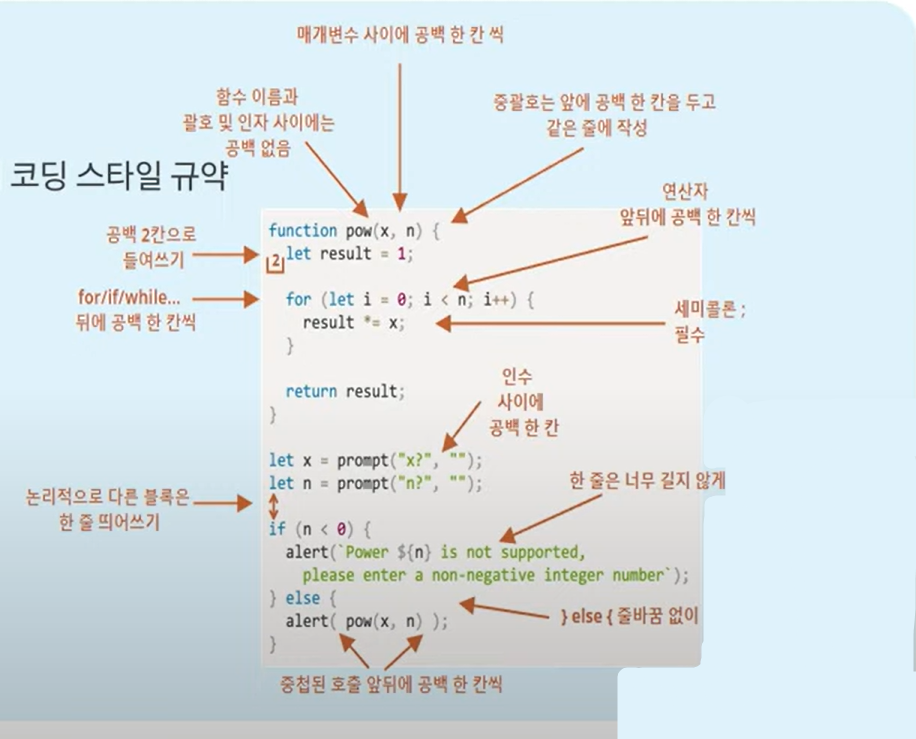 매개변수 사이에 공백 한 칸 씩
함수 이름과
괄호 및 인자 사이에는
공백 없음
중괄호는 앞에 공백 한 칸을 두고
같은 줄에 작성
코딩 스타일 규약
연산자
앞뒤에 공백 한 칸씩
공백 2칸으로
들여쓰기
for/if/while...
뒤에 공백 한 칸씩
function pow(x, n) {
2
let result = 1;
for (let i = 0; i < n; i++) {
result *= x;
}
세미콜론 ;
필수
return result;
}
인수
사이에
공백 한 칸
let x = prompt("x?", "");
let n = prompt("n?", "");
한 줄은 너무 길지 않게
논리적으로 다른 블록은
한 줄 띄어쓰기
if (n < 0) {
alert(`Power ${n} is not supported,
please enter a non-negative integer number`);
} else {
} else { 줄바꿈 없이
alert( pow(x, n) );
}
중첩된 호출 앞뒤에 공백 한 칸씩